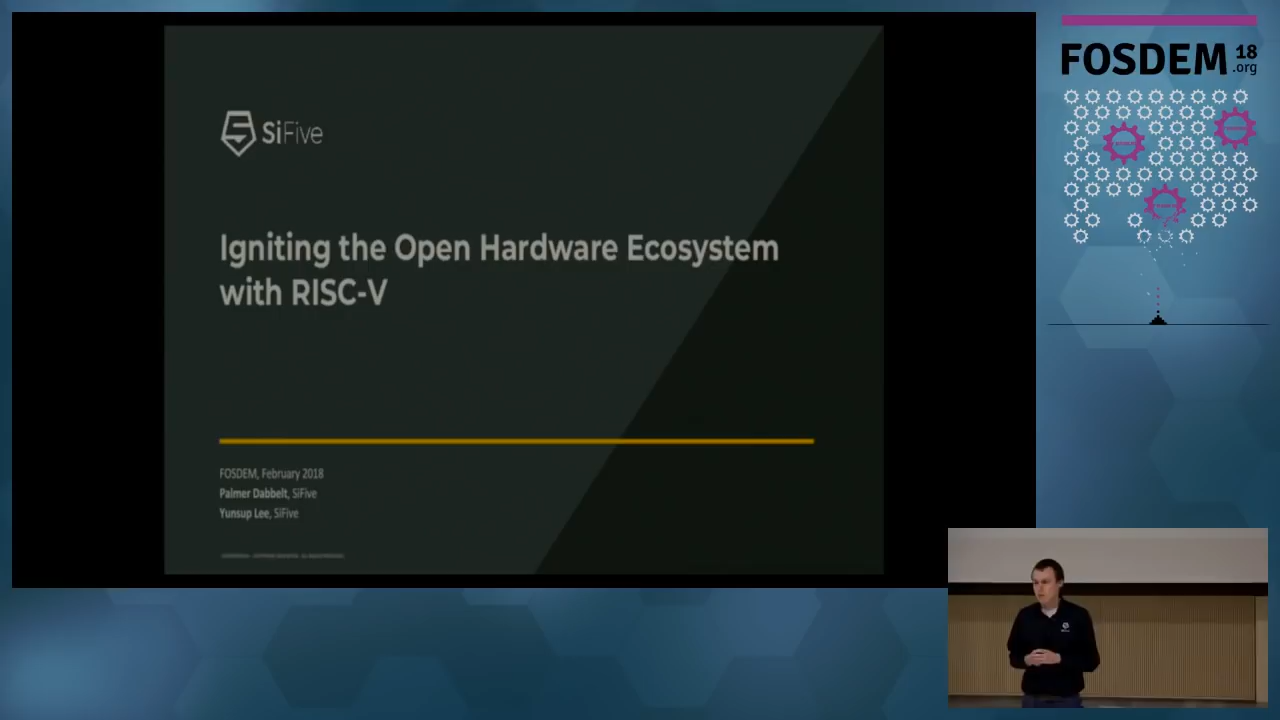 SiFive
Igniting the Open Hardware Ecosystem
with RISC-V
FOSDEM, February 2018
Palmer Dabbelt, SiFive
Yunsup Lee, SiFive
FOSDEM 18
.org